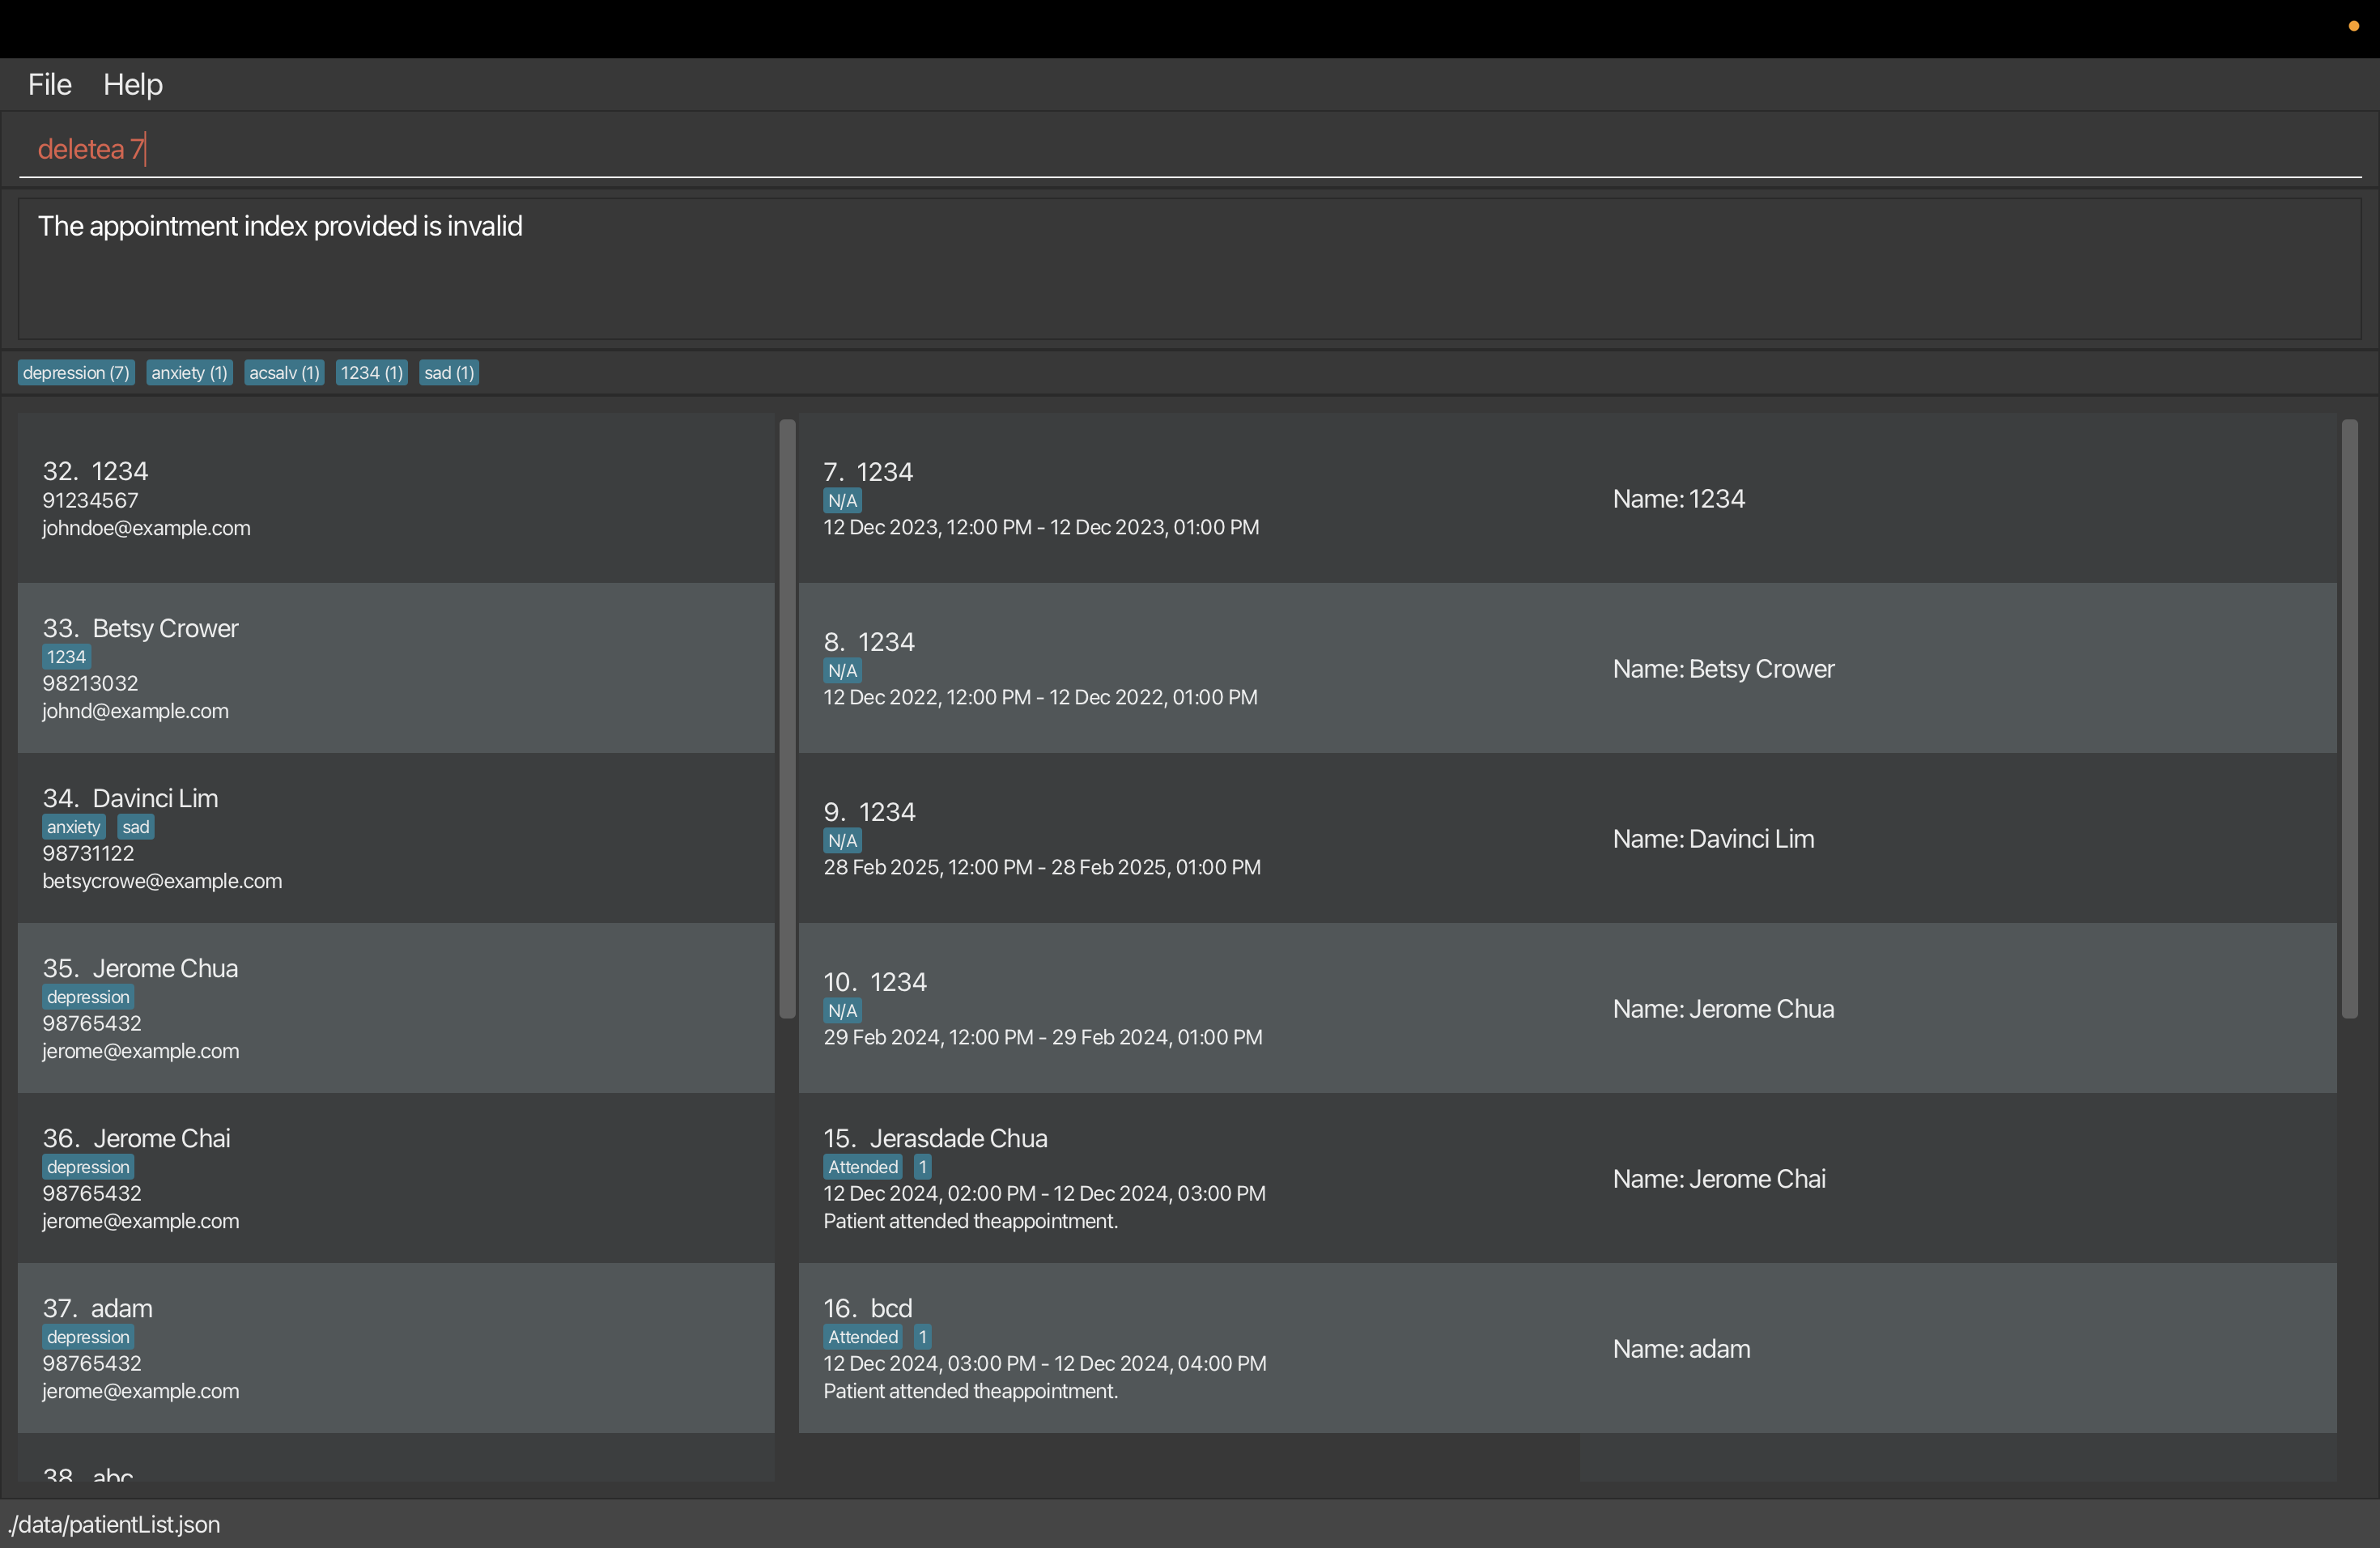 File Help
deletea 7
The appointment index provided is invalid
depression (7) anxiety (1) acsalv (1) 1234 (1) sad (1)
32. 1234
91234567
johndoe@example.com
33. Betsy Crower
1234
98213032
johnd@example.com
34. Davinci Lim
anxiety sad
98731122
betsycrowe@example.com
35. Jerome Chua
depression
98765432
jerome@example.com
36. Jerome Chai
depression
98765432
jerome@example.com
37. adam
depression
98765432
jerome@example.com
38. abc
7. 1234
N/A
12 Dec 2023, 12:00 PM - 12 Dec 2023, 01:00 PM
8. 1234
N/A
12 Dec 2022, 12:00 PM - 12 Dec 2022, 01:00 PM
9. 1234
N/A
28 Feb 2025, 12:00 PM - 28 Feb 2025, 01:00 PM
10. 1234
N/A
29 Feb 2024, 12:00 PM - 29 Feb 2024, 01:00 PM
15. Jerasdade Chua
Attended 1
12 Dec 2024, 02:00 PM - 12 Dec 2024, 03:00 PM
Patient attended theappointment.
16. bcd
Attended 1
12 Dec 2024, 03:00 PM - 12 Dec 2024, 04:00 PM
Patient attended theappointment.
Name: 1234
Name: Betsy Crower
Name: Davinci Lim
Name: Jerome Chua
Name: Jerome Chai
Name: adam
./data/patientList.json